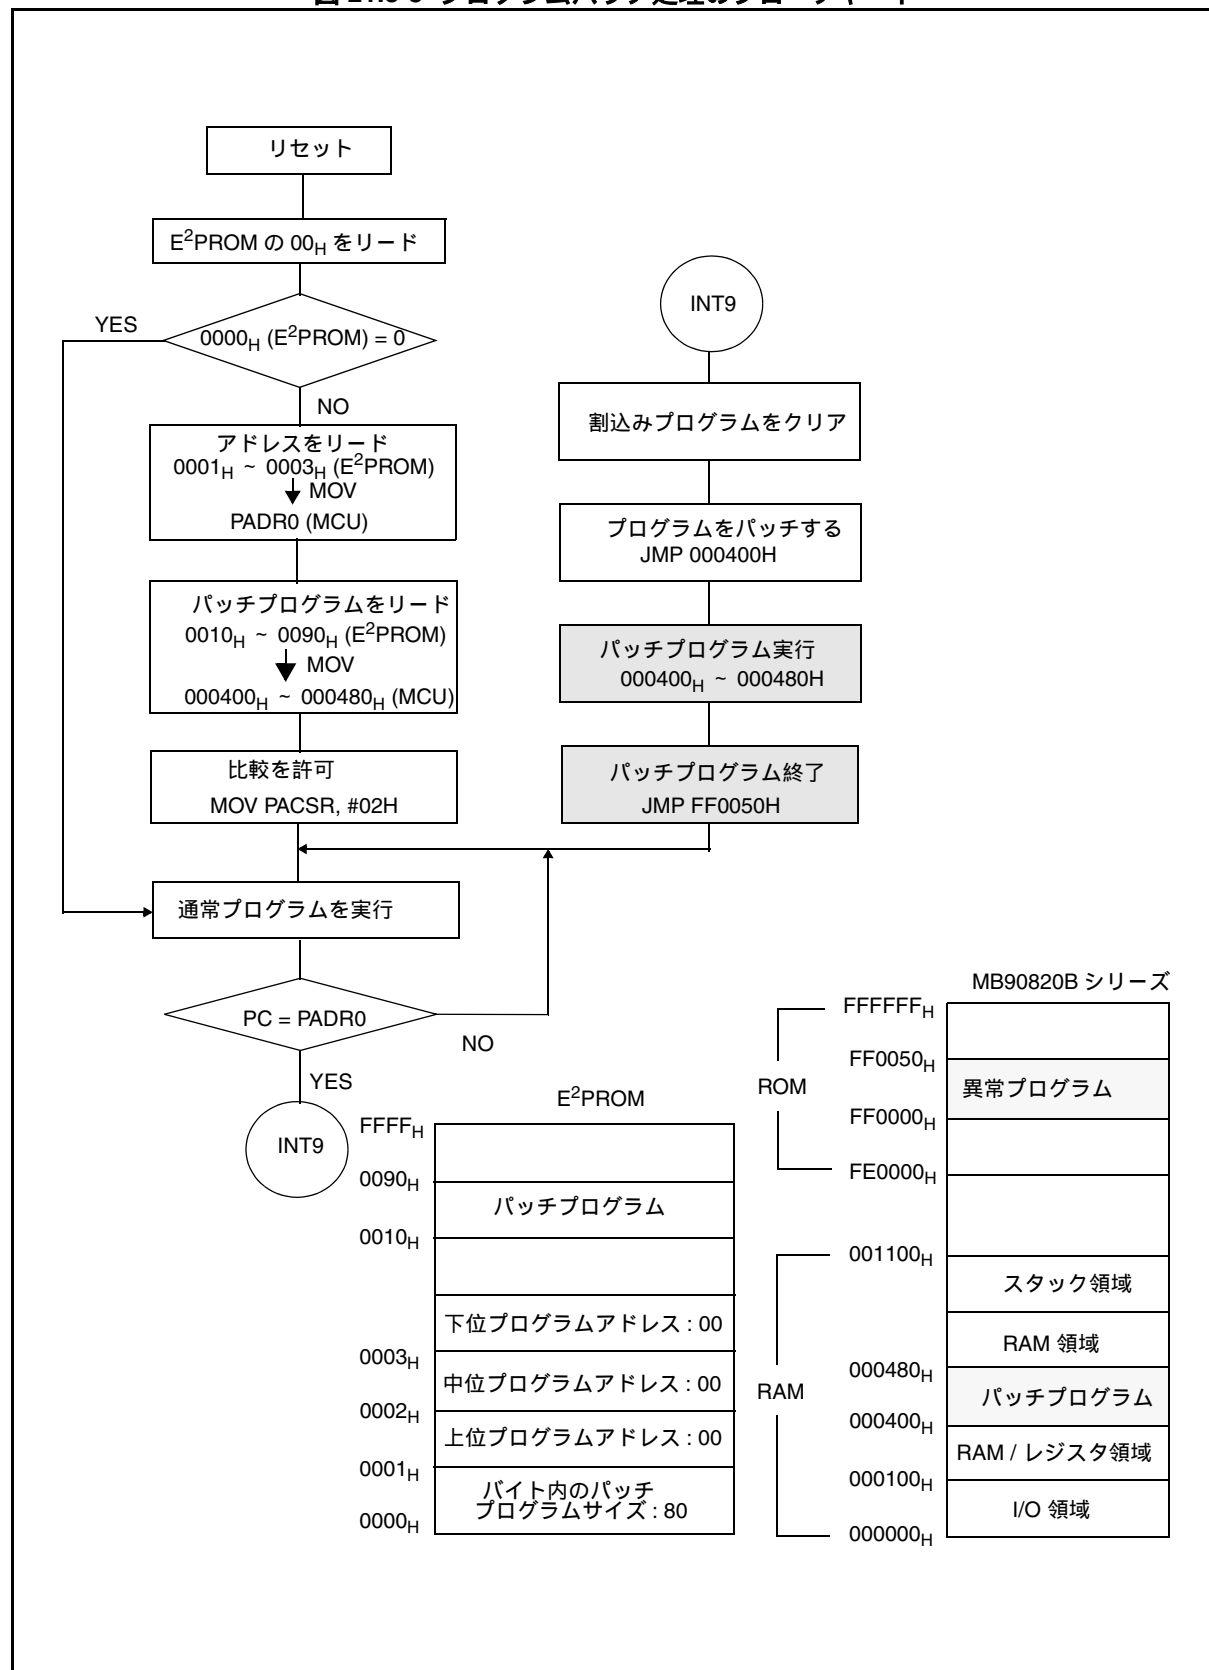 リセット
E²PROM の 00H をリード
0000H (E²PROM) = 0
YES
NO
アドレスをリード
0001H ~ 0003H (E²PROM)
MOV
PADR0 (MCU)
パッチプログラムをリード
0010H ~ 0090H (E²PROM)
MOV
000400H ~ 000480H (MCU)
比較を許可
MOV PACSR, #02H
通常プログラムを実行
PC = PADR0
NO
YES
INT9
INT9
割込みプログラムをクリア
プログラムをパッチする
JMP 000400H
パッチプログラム実行
000400H ~ 000480H
パッチプログラム終了
JMP FF0050H
E²PROM
FFFFH
0090H
パッチプログラム
0010H
下位プログラムアドレス : 00
0003H
中位プログラムアドレス : 00
0002H
上位プログラムアドレス : 00
0001H
バイト内のパッチ
プログラムサイズ : 80
0000H
MB90820B シリーズ
FFFFFFH
FF0050H
ROM
異常プログラム
FF0000H
FE0000H
001100H
スタック領域
RAM 領域
000480H
RAM
パッチプログラム
000400H
RAM / レジスタ領域
000100H
I/O 領域
000000H